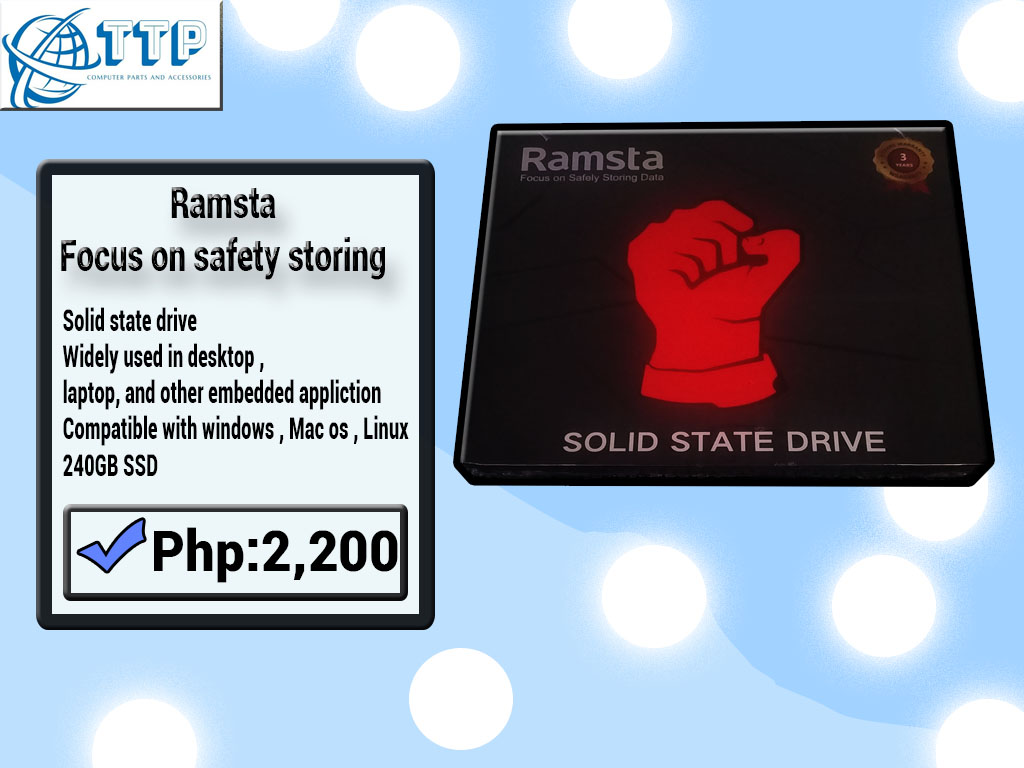 TTP
COMPUTER PARTS AND ACCESSORIES
Ramsta
Focus on safety storing
Solid state drive
Widely used in desktop ,
laptop, and other embedded appliction
Compatible with windows , Mac os , Linux
240GB SSD
Php:2,200
Ramsta
Focus on Safely Storing Data
3
YEARS
SOLID STATE DRIVE